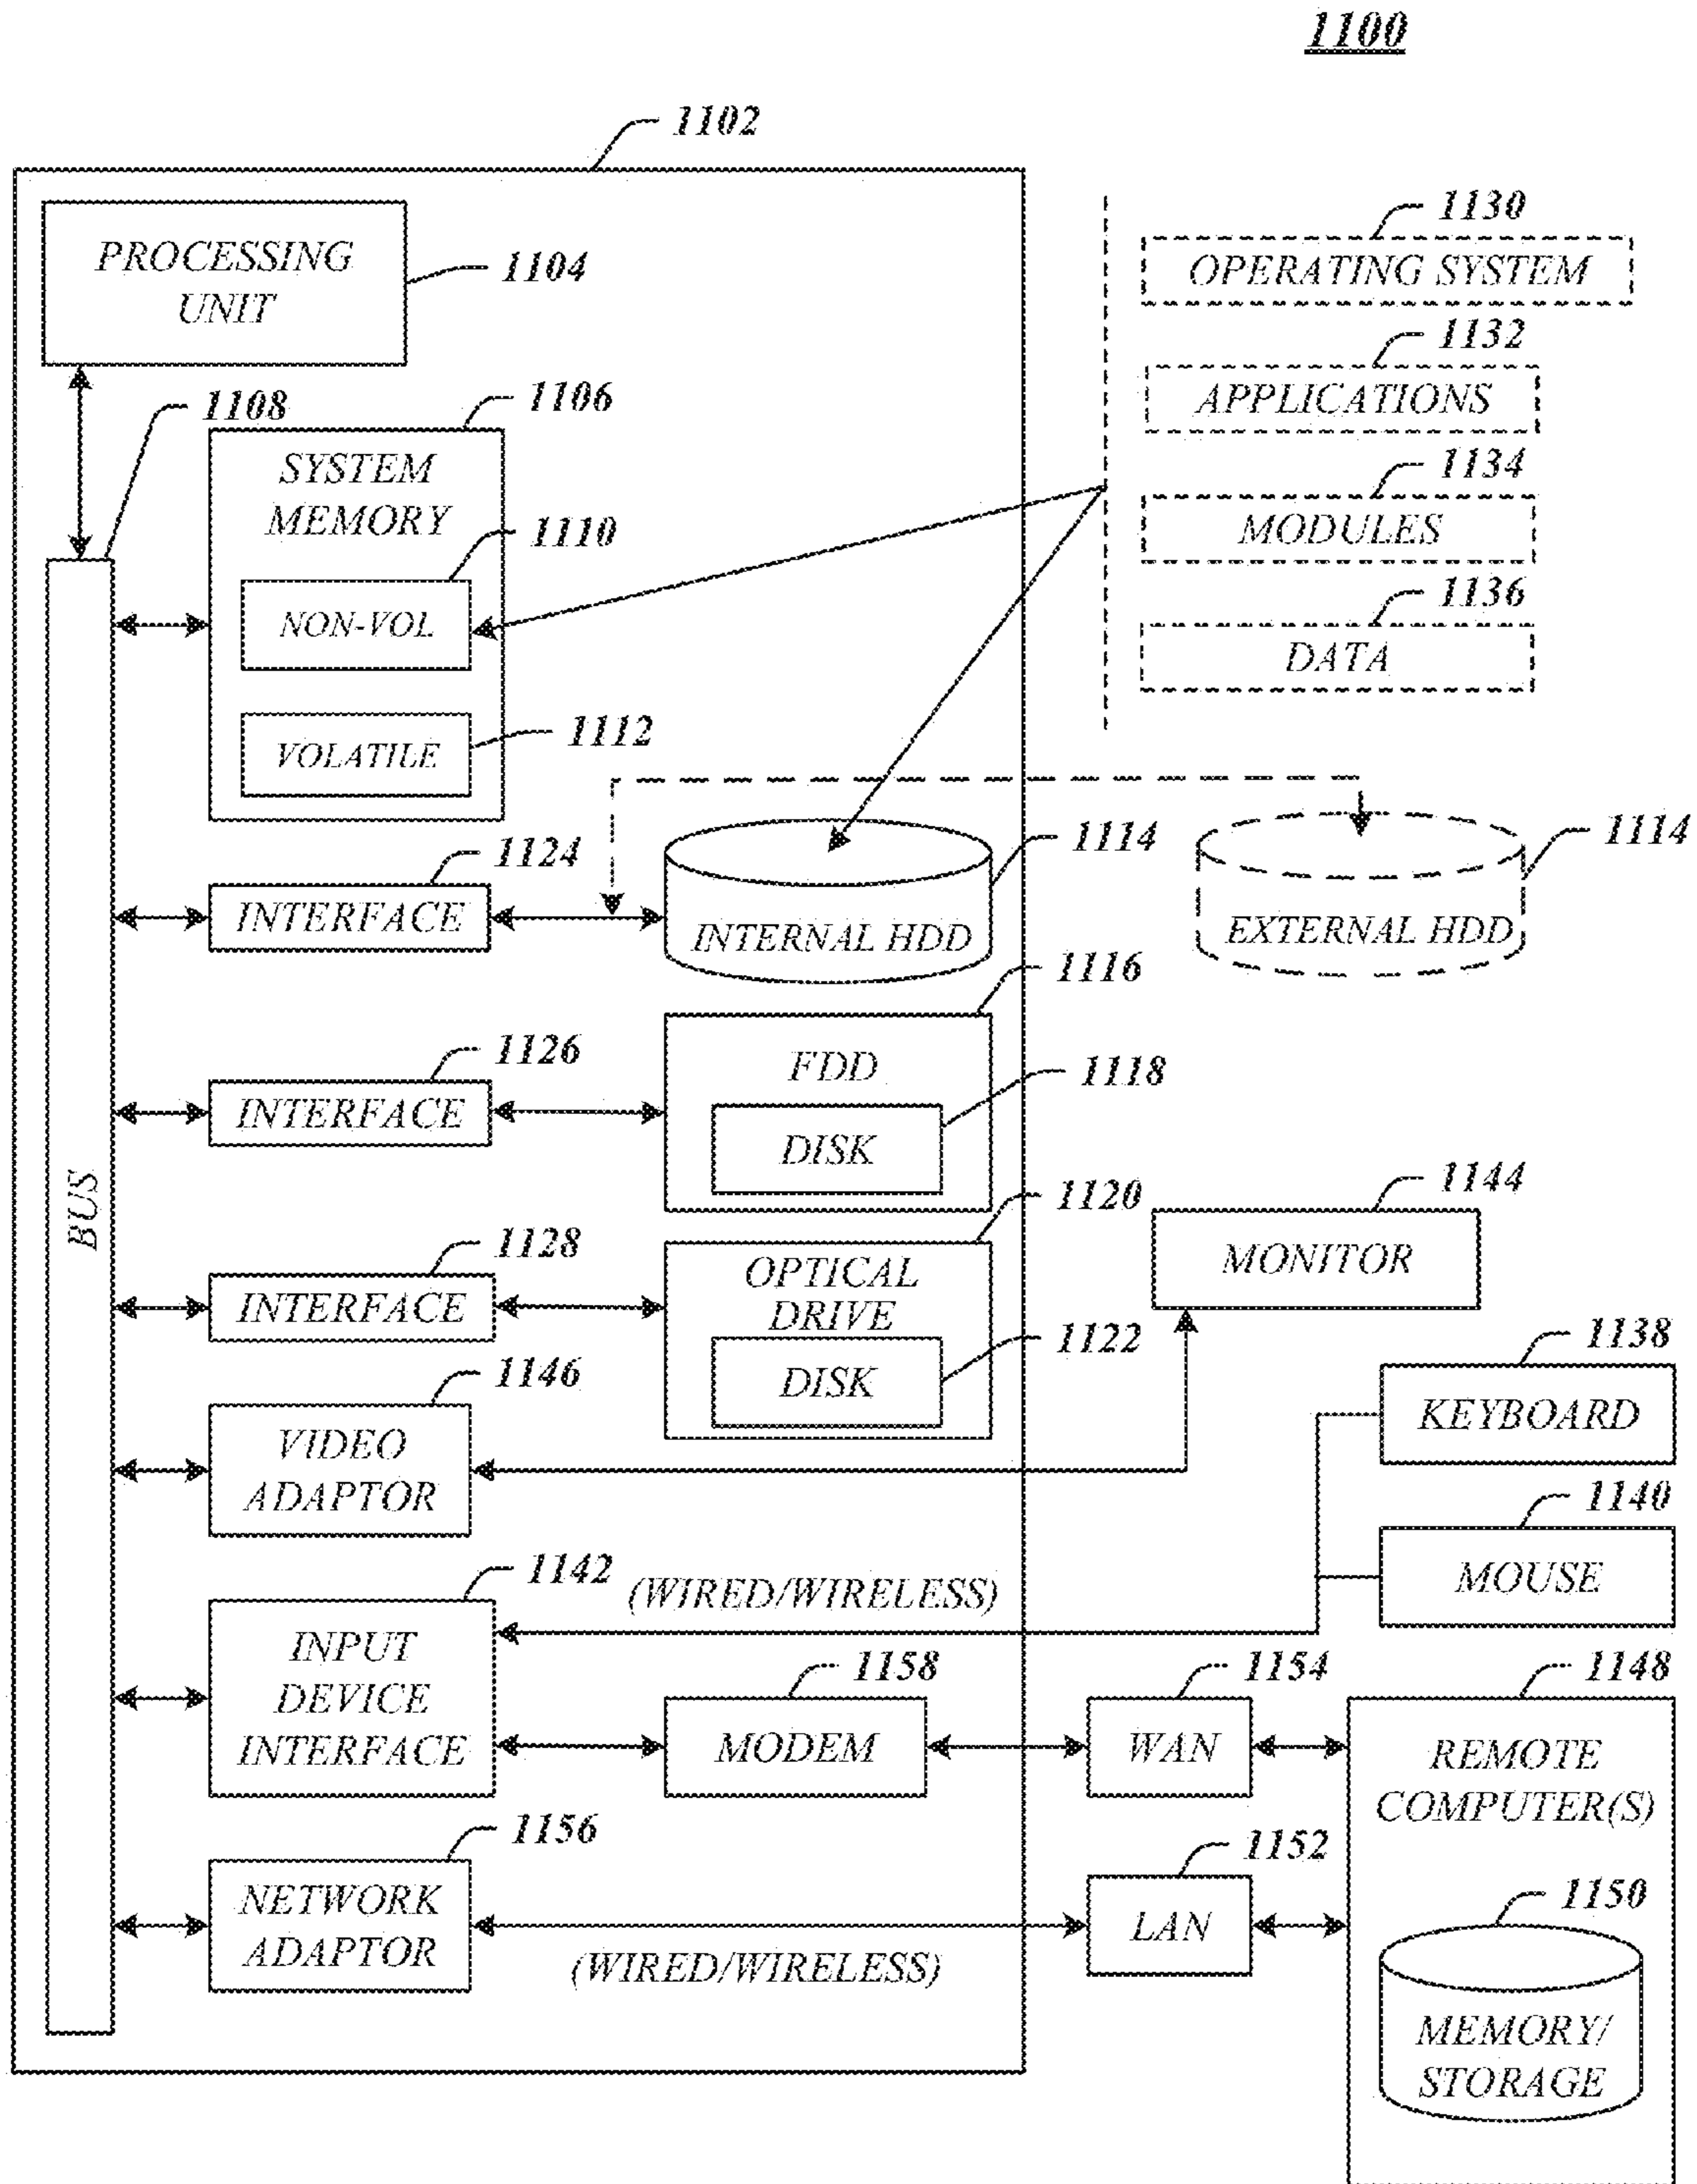 1100
1102
PROCESSING
UNIT
1104
1130
OPERATING SYSTEM
1132
APPLICATIONS
1134
MODULES
1136
DATA
1108
1106
SYSTEM
MEMORY
1110
NON-VOL
1112
VOLATILE
BUS
1124
INTERFACE
1114
INTERNAL HDD
1114
EXTERNAL HDD
1126
INTERFACE
1116
FDD
1118
DISK
1128
INTERFACE
1120
OPTICAL
DRIVE
1122
DISK
1144
MONITOR
1146
VIDEO
ADAPTOR
1138
KEYBOARD
1140
MOUSE
1142
INPUT
DEVICE
INTERFACE
(WIRED/WIRELESS)
1158
MODEM
1154
WAN
1148
REMOTE
COMPUTER(S)
1156
NETWORK
ADAPTOR
(WIRED/WIRELESS)
1152
LAN
1150
MEMORY/
STORAGE